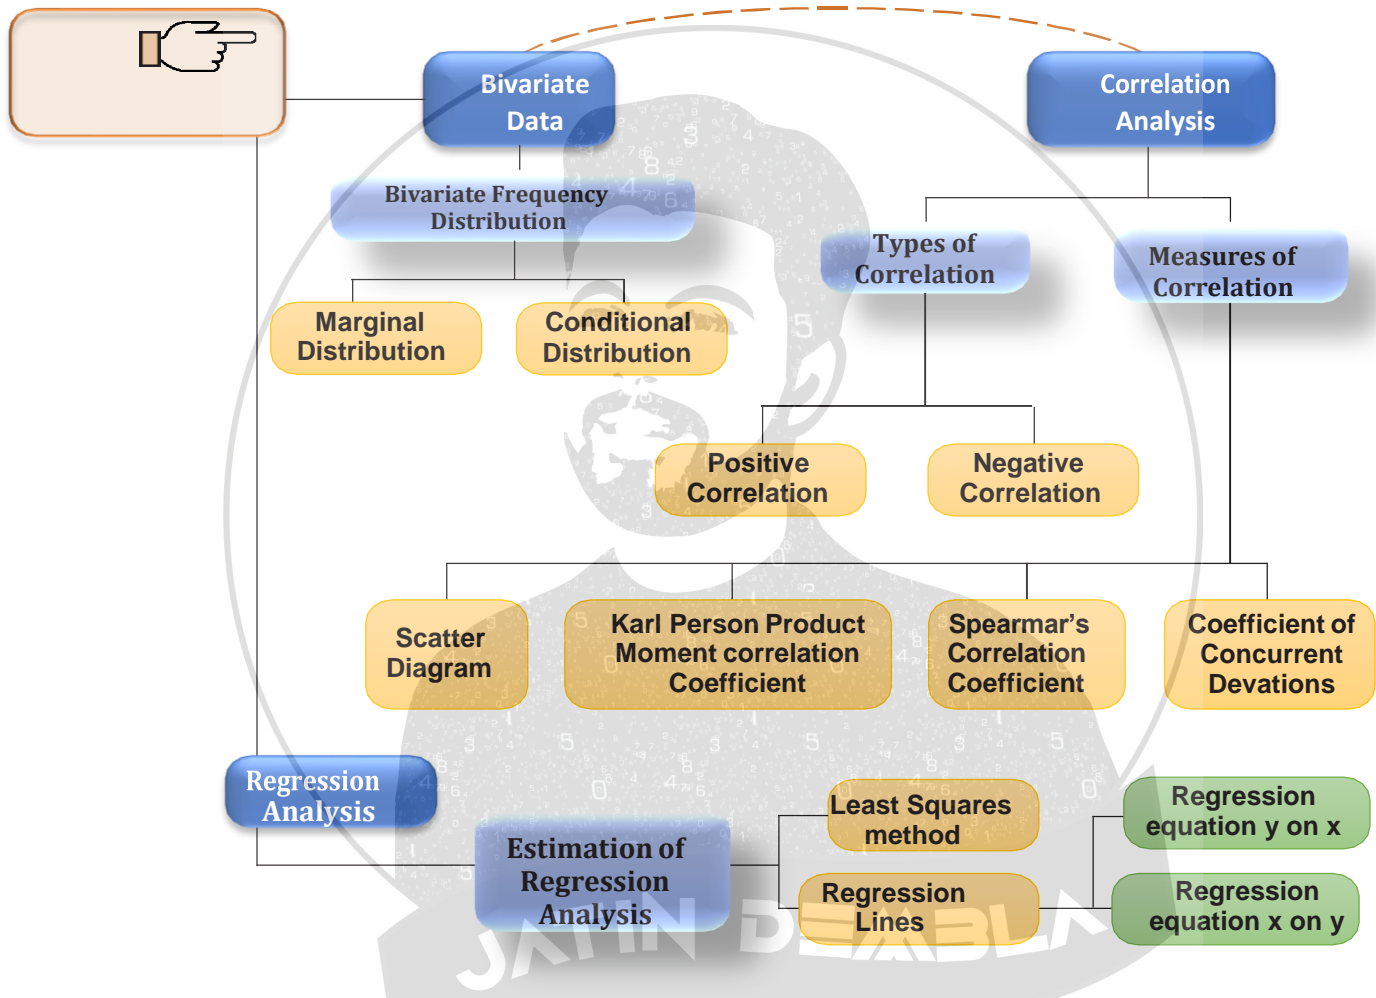 Bivariate
Data
Correlation
Analysis
Bivariate Frequency
Distribution
Types of
Correlation
Measures of
Correlation
Marginal
Distribution
Conditional
Distribution
Positive
Correlation
Negative
Correlation
Scatter
Diagram
Karl Person Product
Moment correlation
Coefficient
Spearmar's
Correlation
Coefficient
Coefficient of
Concurrent
Devations
Regression
Analysis
Estimation of
Regression
Analysis
Least Squares
method
Regression
Lines
Regression
equation y on x
Regression
equation x on y
JATIN DEMBLA